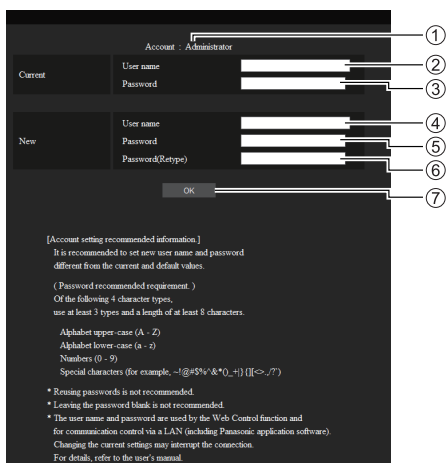 Account : Administrator
①
Current
User name
②
Password
③
New
User name
④
Password
⑤
Password(Retype)
⑥
OK
⑦
[Account setting recommended information.]
It is recommended to set new user name and password
different from the current and default values.
( Password recommended requirement. )
Of the following 4 character types,
use at least 3 types and a length of at least 8 characters.
Alphabet upper-case (A - Z)
Alphabet lower-case (a - z)
Numbers (0 - 9)
Special characters (for example, ~!@#$%^&*()_+|}{][<>.,/?')
* Reusing passwords is not recommended.
* Leaving the password blank is not recommended.
* The user name and password are used by the Web Control function and
for communication control via a LAN (including Panasonic application software).
Changing the current settings may interrupt the connection.
For details, refer to the user's manual.